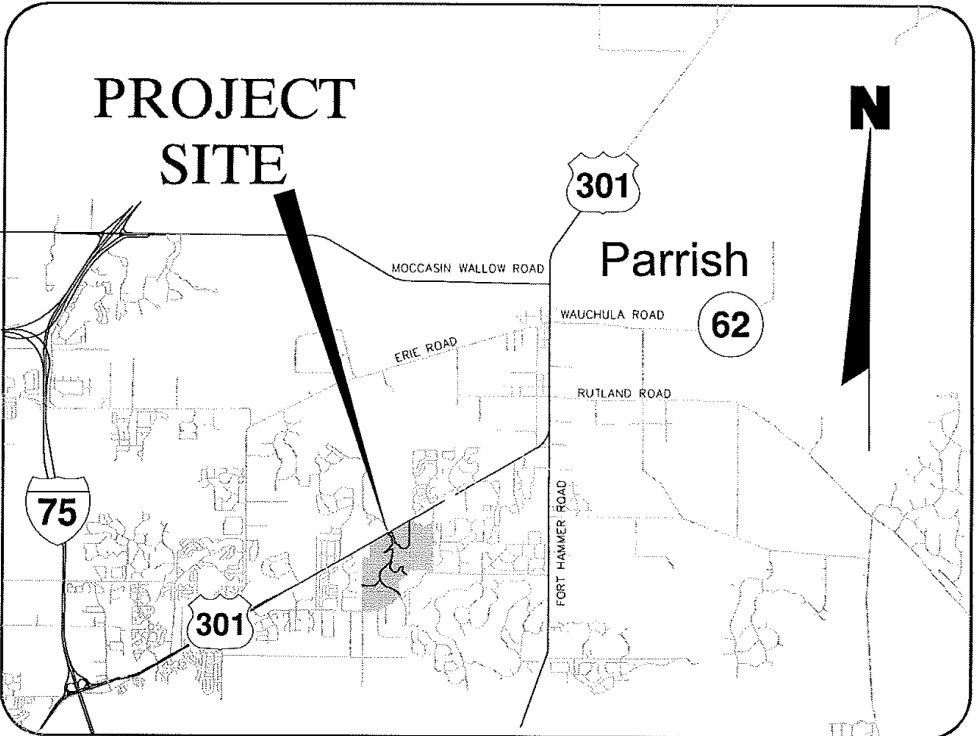 PROJECT
SITE
N
301
Parrish
MOCCASIN WALLOW ROAD
WAUCHULA ROAD
62
ERIE ROAD
RUTLAND ROAD
75
FORT HAMMER ROAD
301